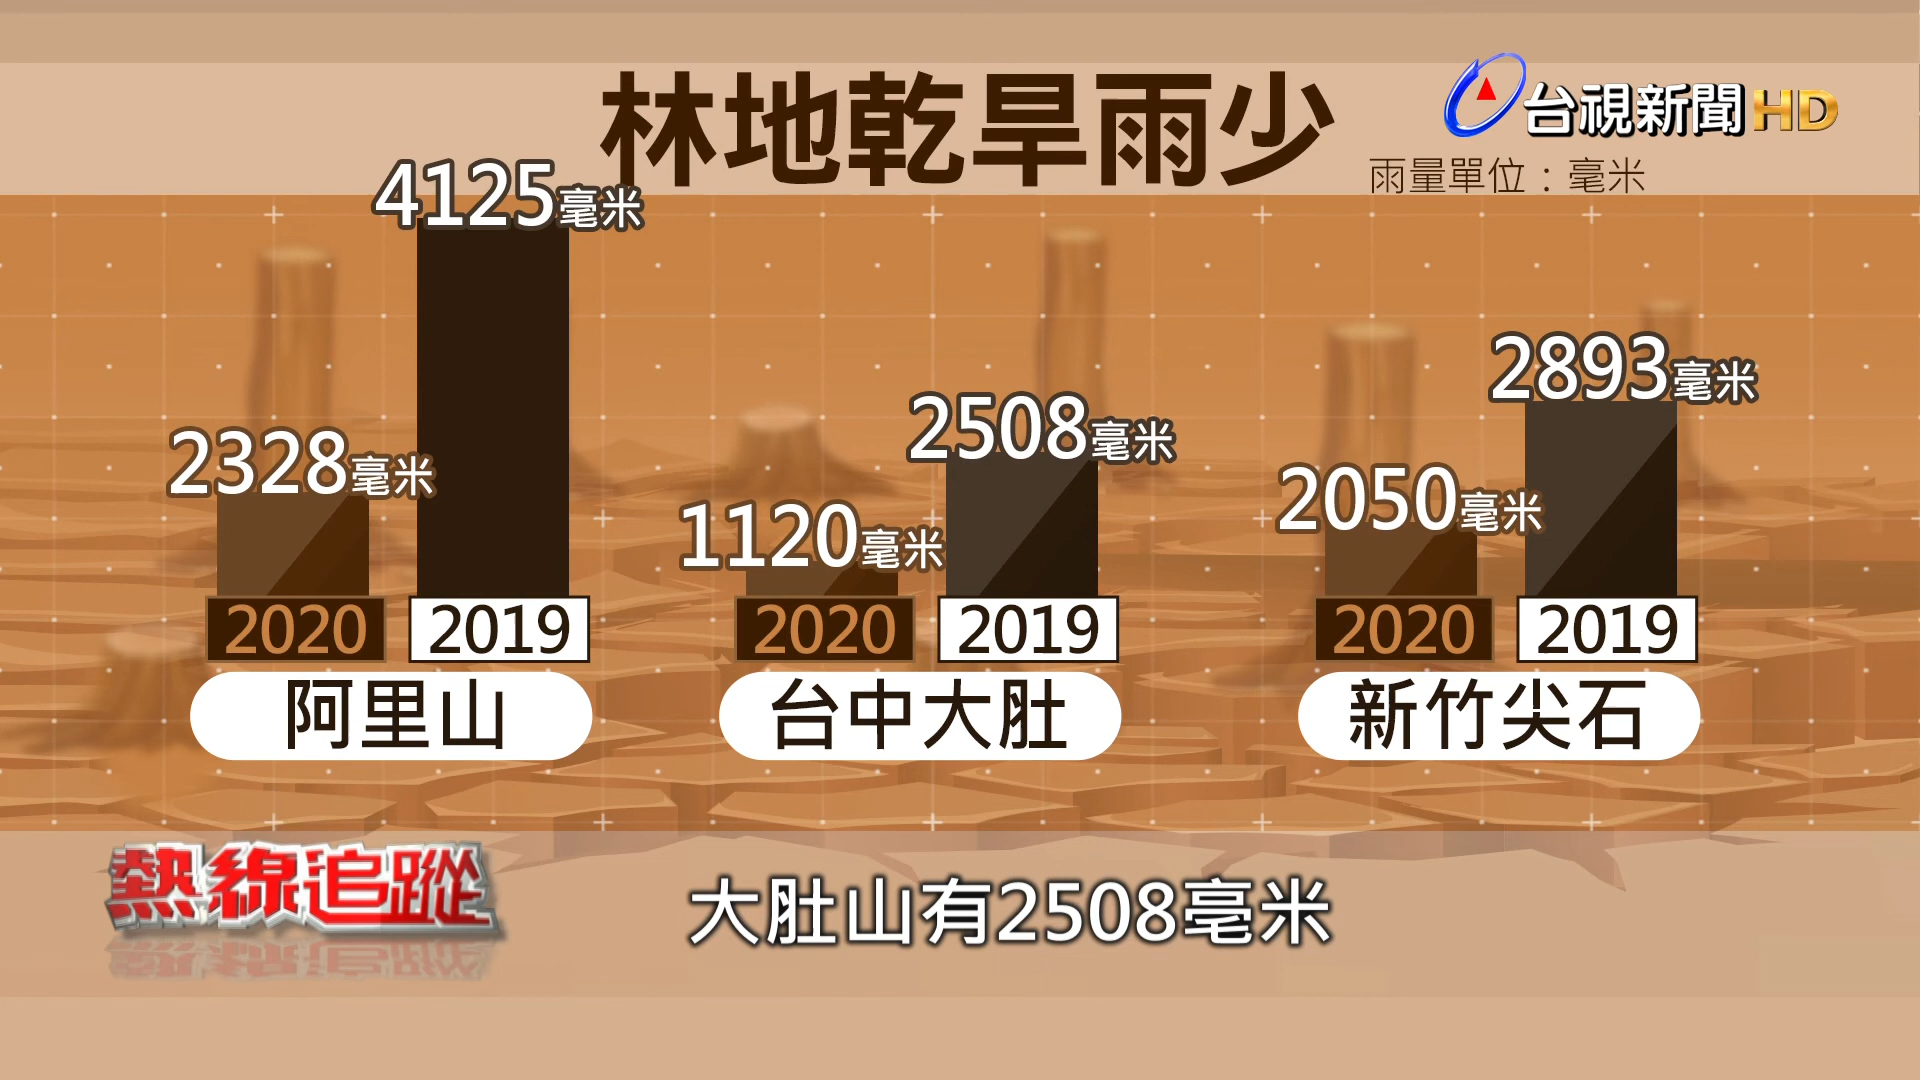 林地乾旱雨少
台視新聞HD
雨量單位：毫米
4125毫米
2328毫米
2508毫米
1120毫米
2893毫米
2050毫米
2020 2019
2020 2019
2020 2019
阿里山
台中大肚
新竹尖石
熱線追蹤
大肚山有2508毫米